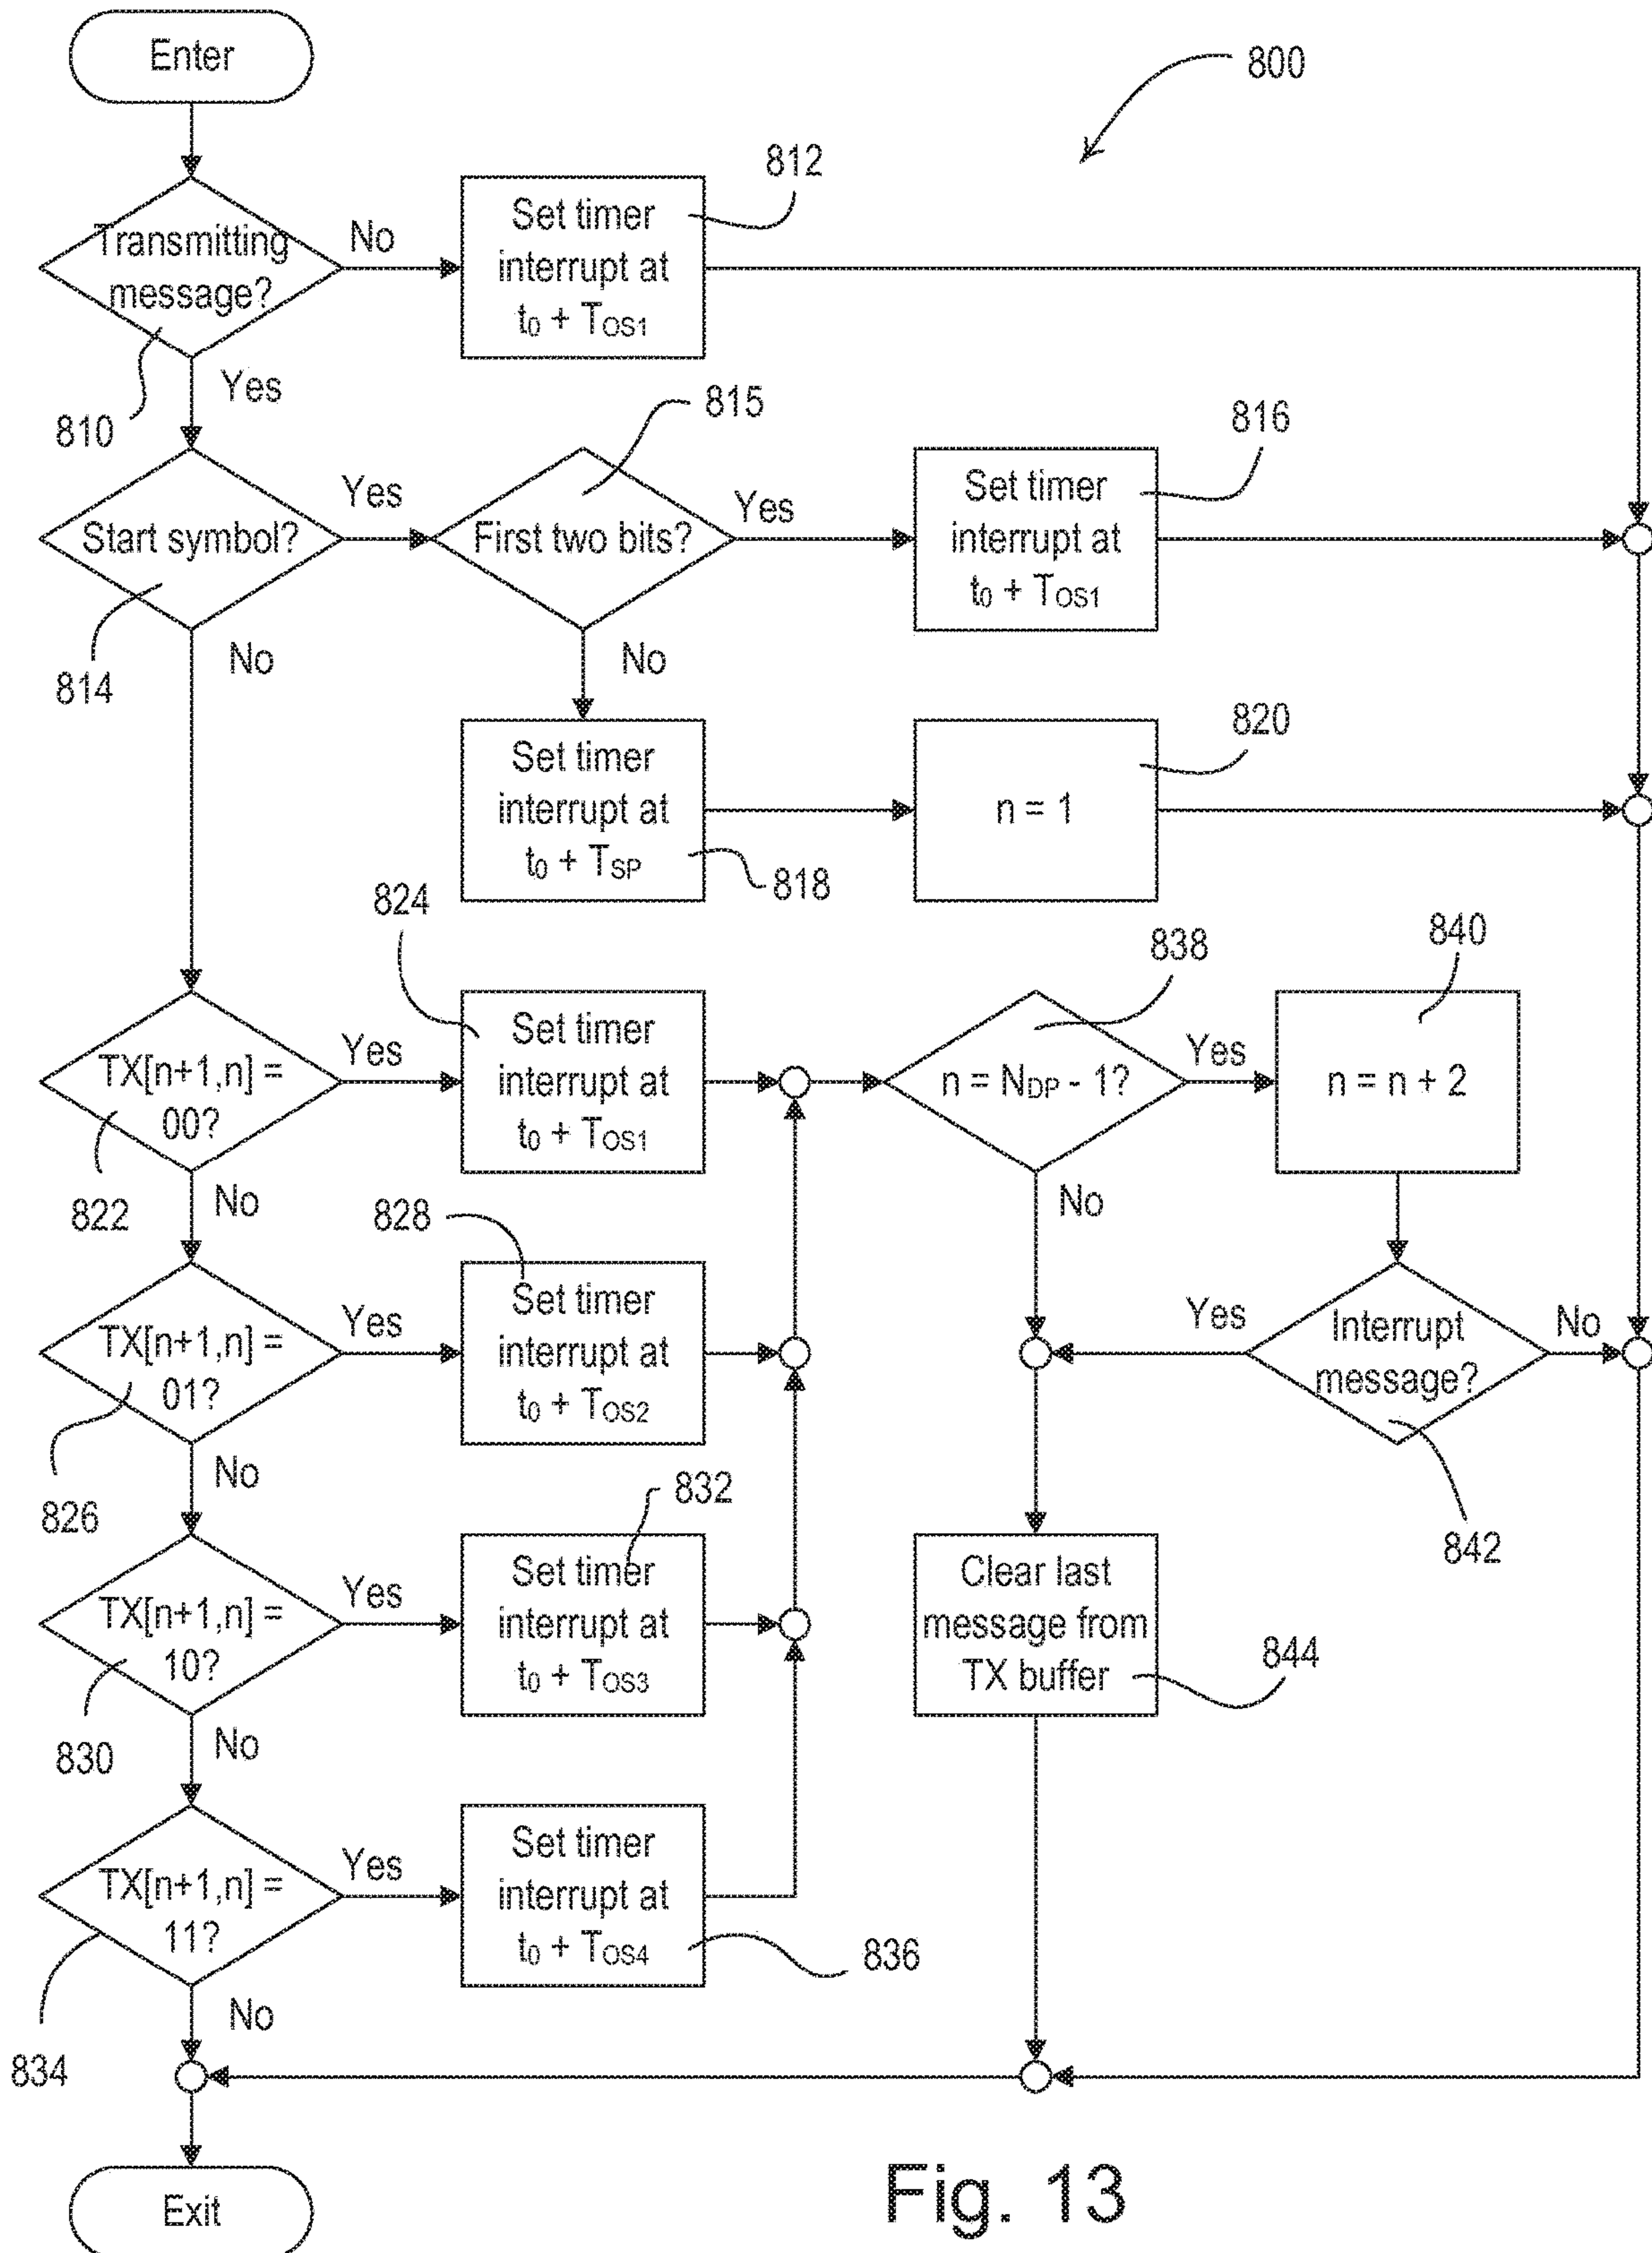 Enter
800
812
Transmitting
message?
No
Set timer
interrupt at
t₀ + TOS1
810
Yes
815
816
Start symbol?
Yes
First two bits?
Yes
Set timer
interrupt at
t₀ + TOS1
814
No
No
Set timer
interrupt at
t₀ + TSP
818
820
n = 1
824
838
840
TX[n+1,n] =
00?
Yes
Set timer
interrupt at
t₀ + TOS1
n = NDP - 1?
Yes
n = n + 2
822
No
828
No
TX[n+1,n] =
01?
Yes
Set timer
interrupt at
t₀ + TOS2
Yes
Interrupt
message?
No
826
No
832
842
TX[n+1,n] =
10?
Yes
Set timer
interrupt at
t₀ + TOS3
Clear last
message from
TX buffer
844
830
No
TX[n+1,n] =
11?
Yes
Set timer
interrupt at
t₀ + TOS4
836
834
No
Exit
Fig. 13